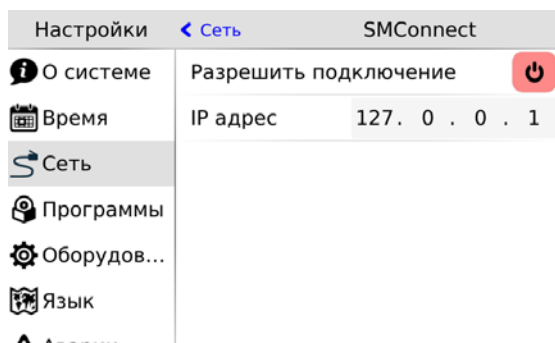 Настройки
Сеть
SMConnect
О системе
Разрешить подключение
Время
IP адрес
127. 0 . 0 . 1
Сеть
Программы
Оборудов...
Язык